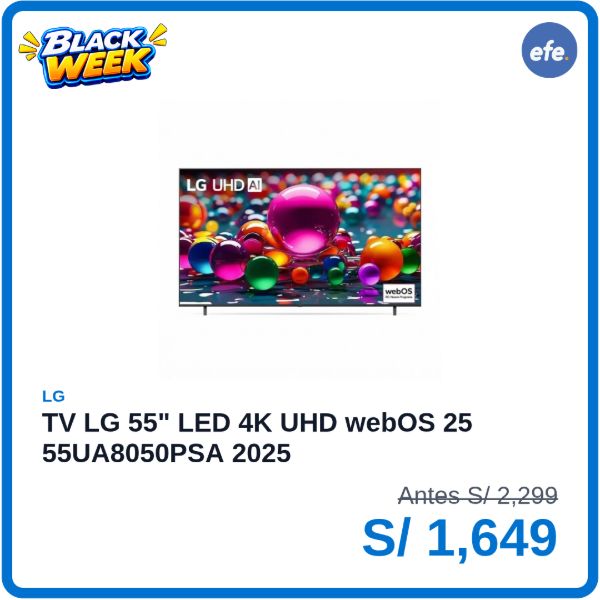 BLACK
WEEK
efe.
LG UHD AI
webOS
LG
TV LG 55" LED 4K UHD webOS 25
55UA8050PSA 2025
Antes S/ 2,299
S/ 1,649